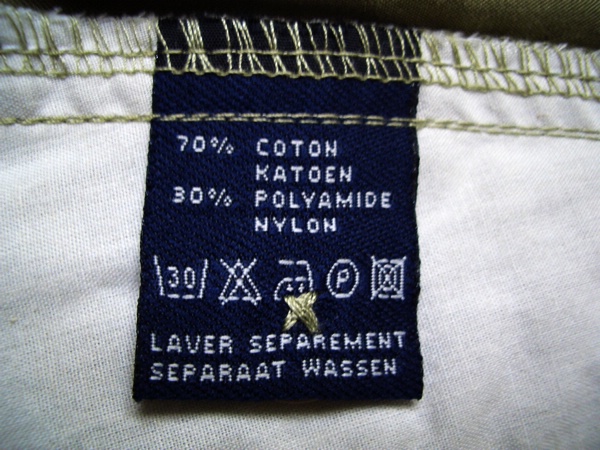 70% COTON
KATOEN
30% POLYAMIDE
NYLON
30 P
LAVER SEPAREMENT
SEPARAAT WASSEN